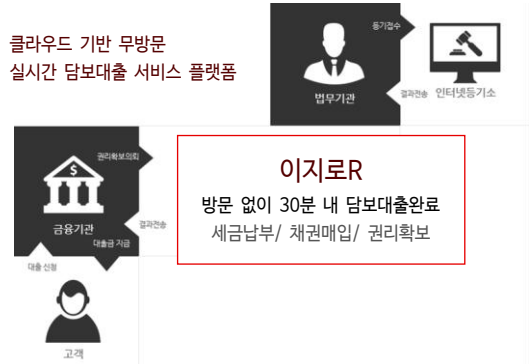 클라우드 기반 무방문
실시간 담보대출 서비스 플랫폼
등기접수
법무기관
결과전송
인터넷등기소
권리확보의뢰
금융기관
결과전송
대출금 지급
대출 신청
고객
이지로R
방문 없이 30분 내 담보대출완료
세금납부/ 채권매입/ 권리확보